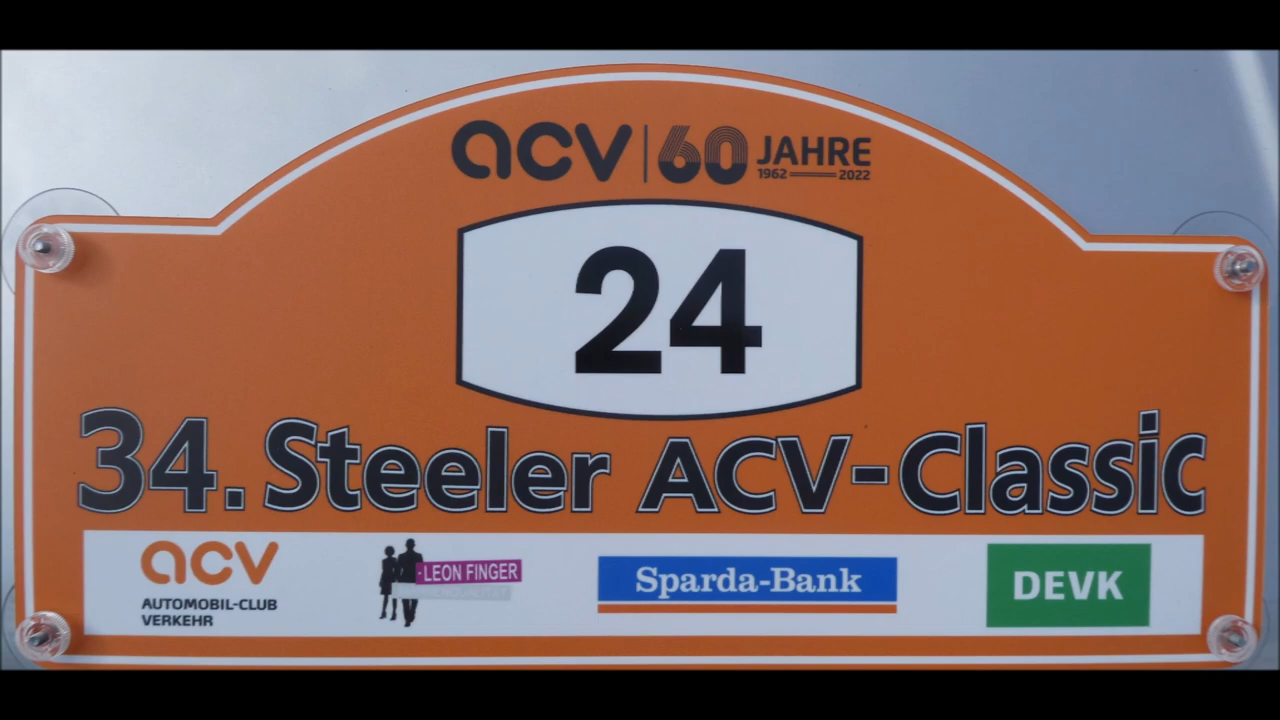 acv 60 JAHRE
1962 2022
24
34. Steeler ACV-Classic
acv
AUTOMOBIL-CLUB
VERKEHR
LEON FINGER
Sparda-Bank
DEVK